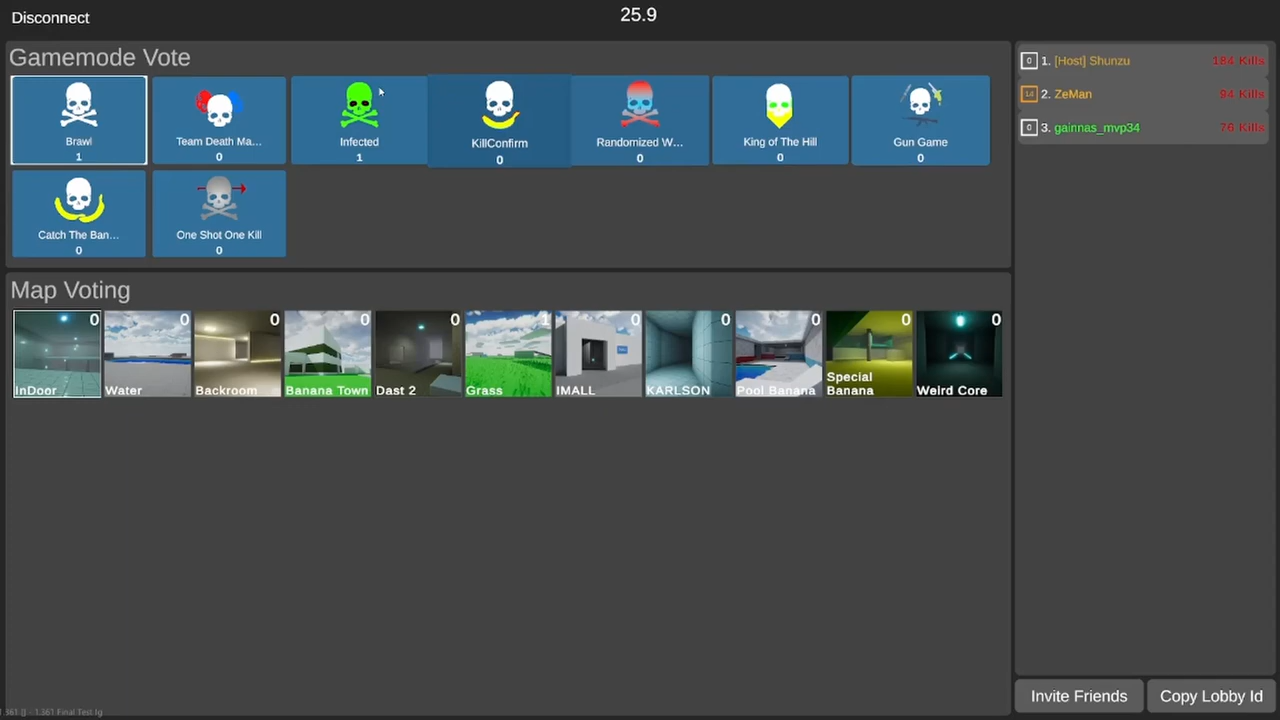 Disconnect
25.9
Gamemode Vote
Brawl
1
Team Death Ma...
0
Infected
1
KillConfirm
0
Randomized W...
0
King of The Hill
0
Gun Game
0
Catch The Ban...
0
One Shot One Kill
0
Map Voting
0
InDoor
0
Water
0
Backroom
0
Banana Town
0
Dast 2
1
Grass
0
IMALL
0
KARLSON
0
Pool Banana
0
Special
Banana
0
Weird Core
0 1. [Host] Shunzu 184 Kills
14 2. ZeMan 94 Kills
0 3. gainnas_mvp34 76 Kills
Invite Friends
Copy Lobby Id